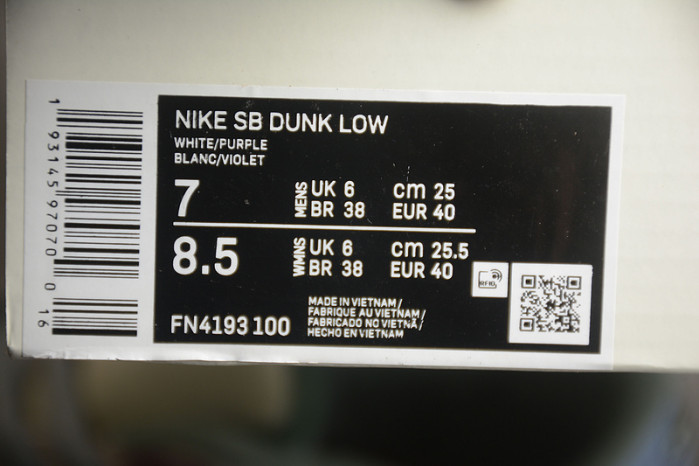 NIKE SB DUNK LOW
WHITE/PURPLE
BLANC/VIOLET
7 MENS UK 6 cm 25
BR 38 EUR 40
8.5 WMNS UK 6 cm 25.5
BR 38 EUR 40
RFID
FN4193 100
MADE IN VIETNAM/
FABRIQUE AU VIETNAM/
FABRICADO NO VIETNÃ/
HECHO EN VIETNAM
1 93145 97070 0 16